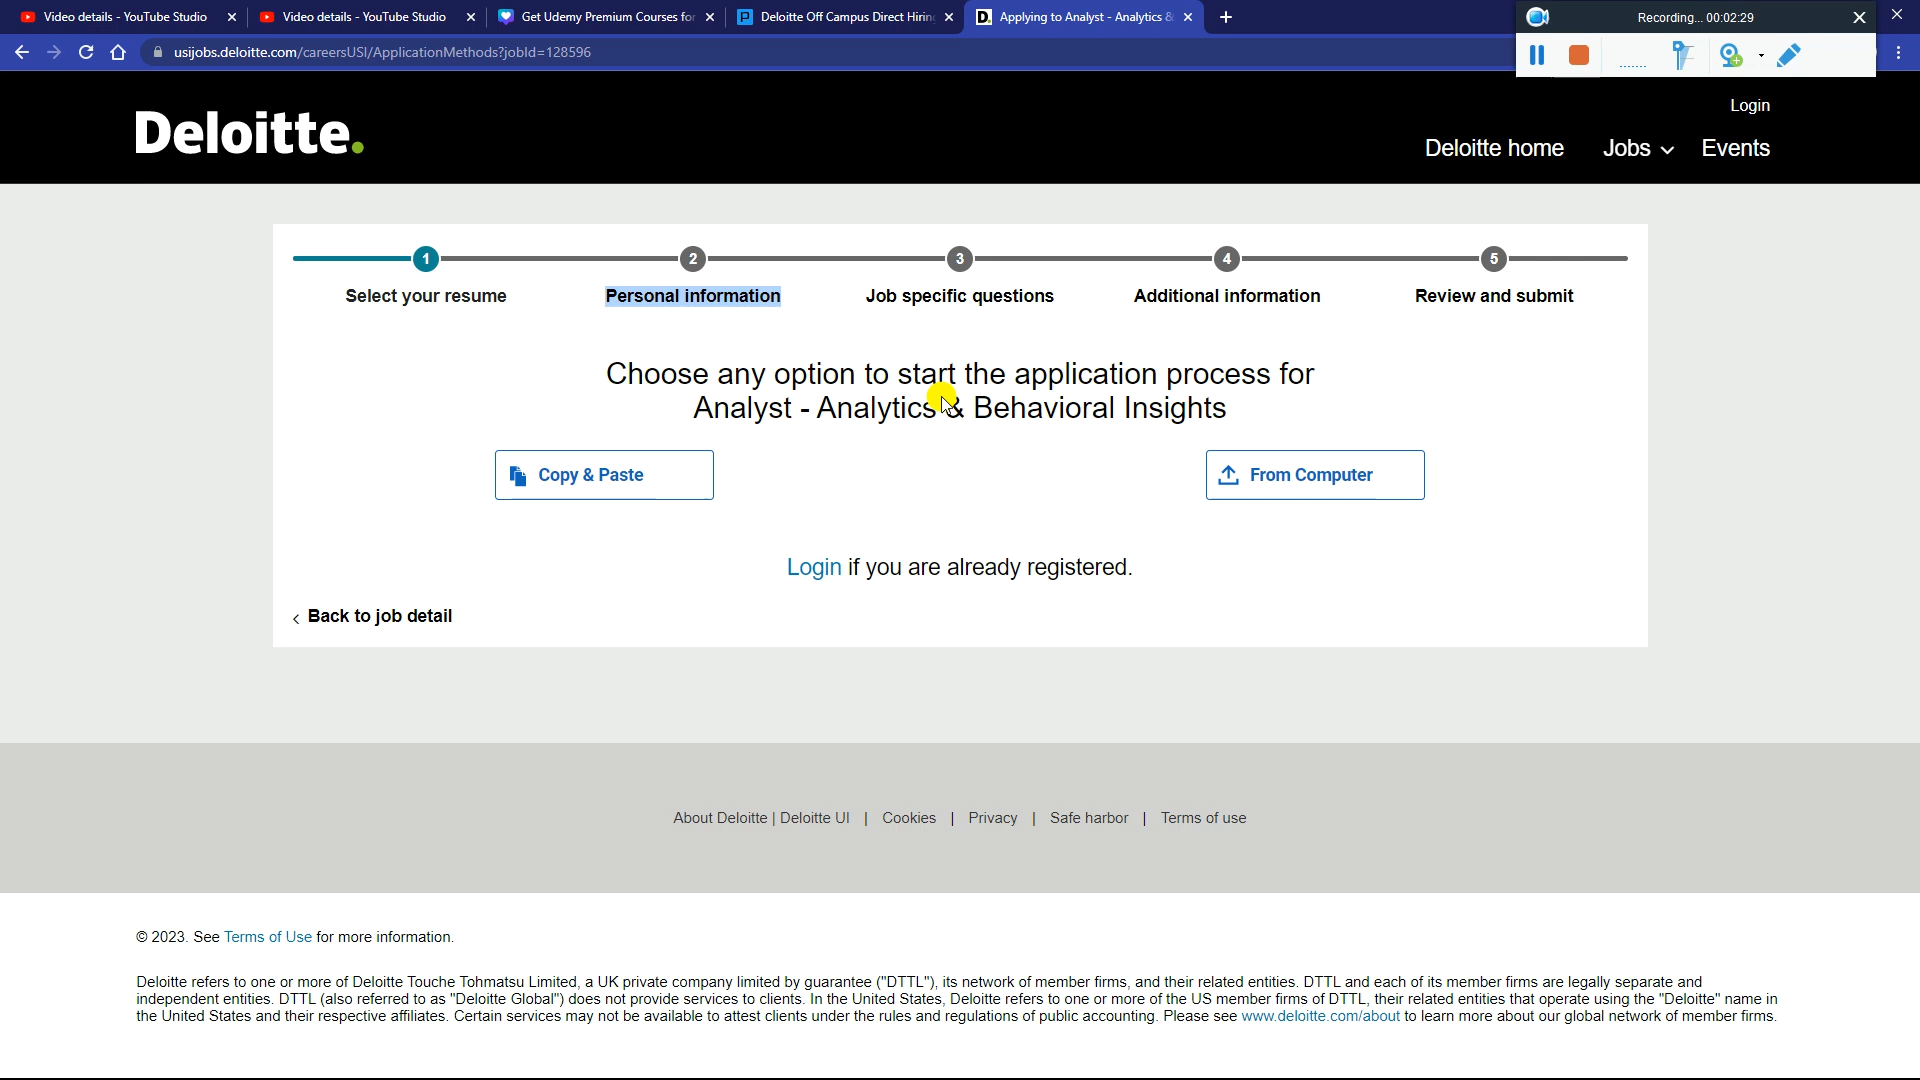 Video details - YouTube Studio
Video details - YouTube Studio
Get Udemy Premium Courses for
Deloitte Off Campus Direct Hirin
Applying to Analyst - Analytics &
Recording... 00:02:29
usijobs.deloitte.com/careersUSI/ApplicationMethods?jobId=128596
Login
Deloitte.
Deloitte home
Jobs
Events
1
2
3
4
5
Select your resume
Personal information
Job specific questions
Additional information
Review and submit
Choose any option to start the application process for
Analyst - Analytics & Behavioral Insights
Copy & Paste
From Computer
Login if you are already registered.
Back to job detail
About Deloitte | Deloitte UI | Cookies | Privacy | Safe harbor | Terms of use
© 2023. See Terms of Use for more information.
Deloitte refers to one or more of Deloitte Touche Tohmatsu Limited, a UK private company limited by guarantee ("DTTL"), its network of member firms, and their related entities. DTTL and each of its member firms are legally separate and
independent entities. DTTL (also referred to as "Deloitte Global") does not provide services to clients. In the United States, Deloitte refers to one or more of the US member firms of DTTL, their related entities that operate using the "Deloitte" name in
the United States and their respective affiliates. Certain services may not be available to attest clients under the rules and regulations of public accounting. Please see www.deloitte.com/about to learn more about our global network of member firms.